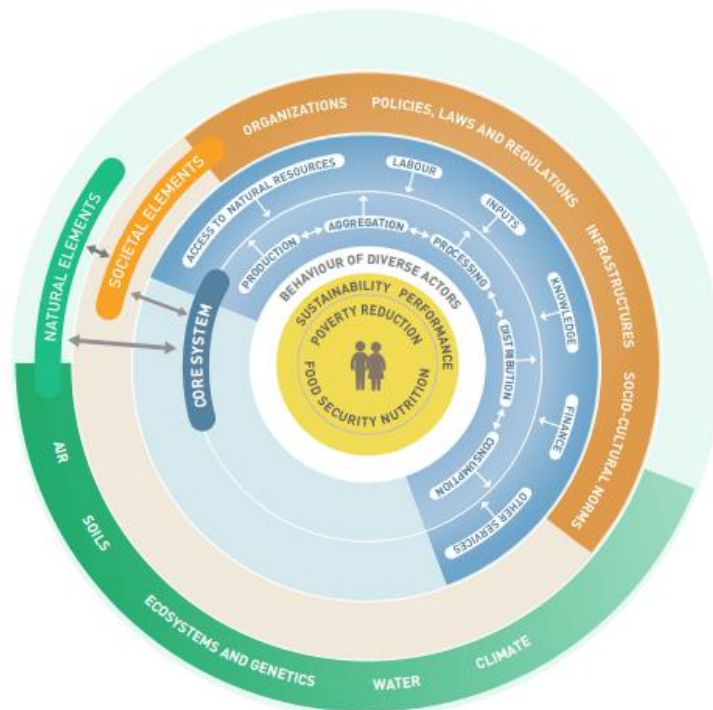 ORGANIZATIONS
POLICIES, LAWS AND REGULATIONS
INFRASTRUCTURES
SOCIO-CULTURAL NORMS
NATURAL ELEMENTS
SOCIETAL ELEMENTS
CORE SYSTEM
ACCESS TO NATURAL RESOURCES
LABOUR
INPUTS
KNOWLEDGE
FINANCE
OTHER SERVICES
PRODUCTION
AGGREGATION
PROCESSING
DISTRIBUTION
CONSUMPTION
BEHAVIOUR OF DIVERSE ACTORS
SUSTAINABILITY PERFORMANCE
POVERTY REDUCTION
FOOD SECURITY NUTRITION
AIR
SOILS
ECOSYSTEMS AND GENETICS
WATER
CLIMATE